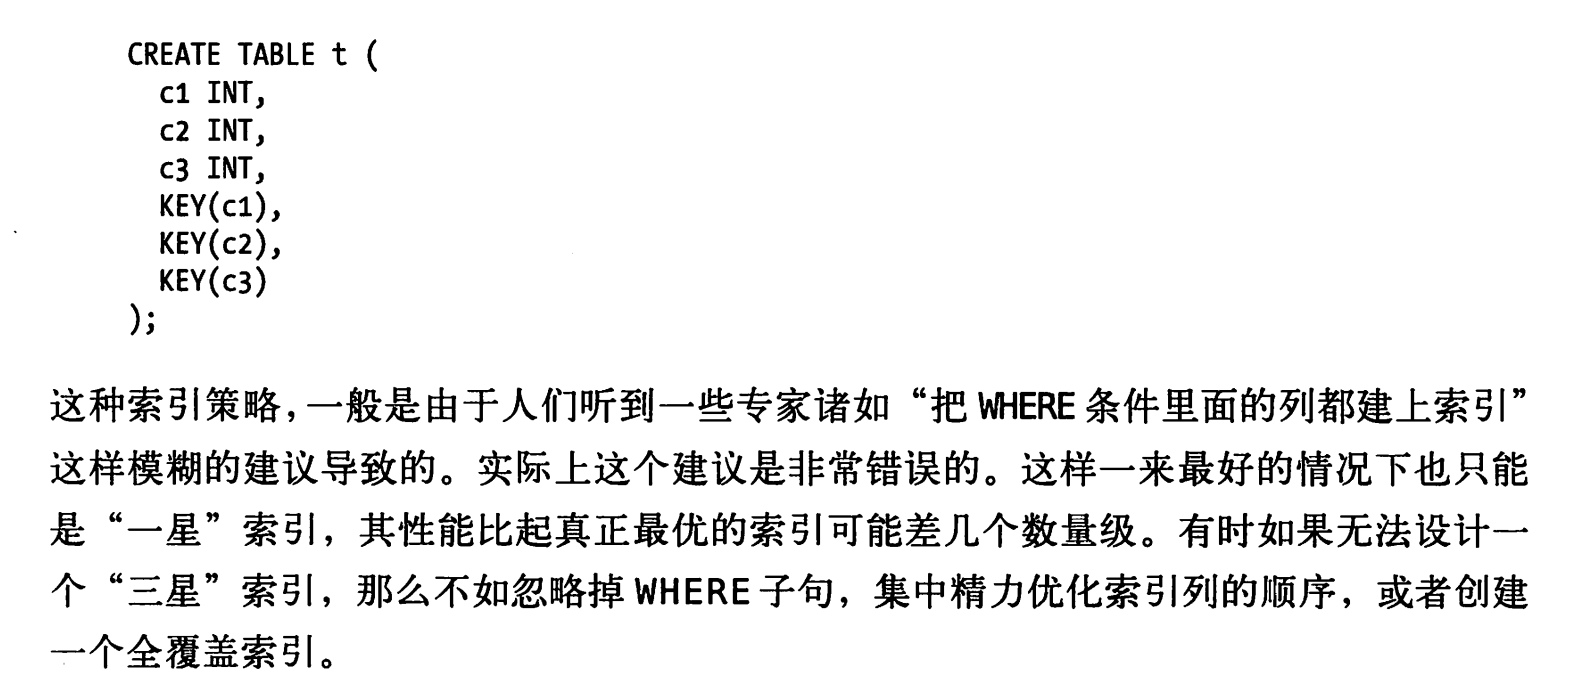 CREATE TABLE t (
c1 INT,
c2 INT,
c3 INT,
KEY(c1),
KEY(c2),
KEY(c3)
);
这种索引策略,一般是由于人们听到一些专家诸如“把 WHERE 条件里面的列都建上索引”
这样模糊的建议导致的。实际上这个建议是非常错误的。这样一来最好的情况下也只能
是“一星”索引，其性能比起真正最优的索引可能差几个数量级。有时如果无法设计一
个“三星”索引，那么不如忽略掉 WHERE 子句，集中精力优化索引列的顺序，或者创建
一个全覆盖索引。